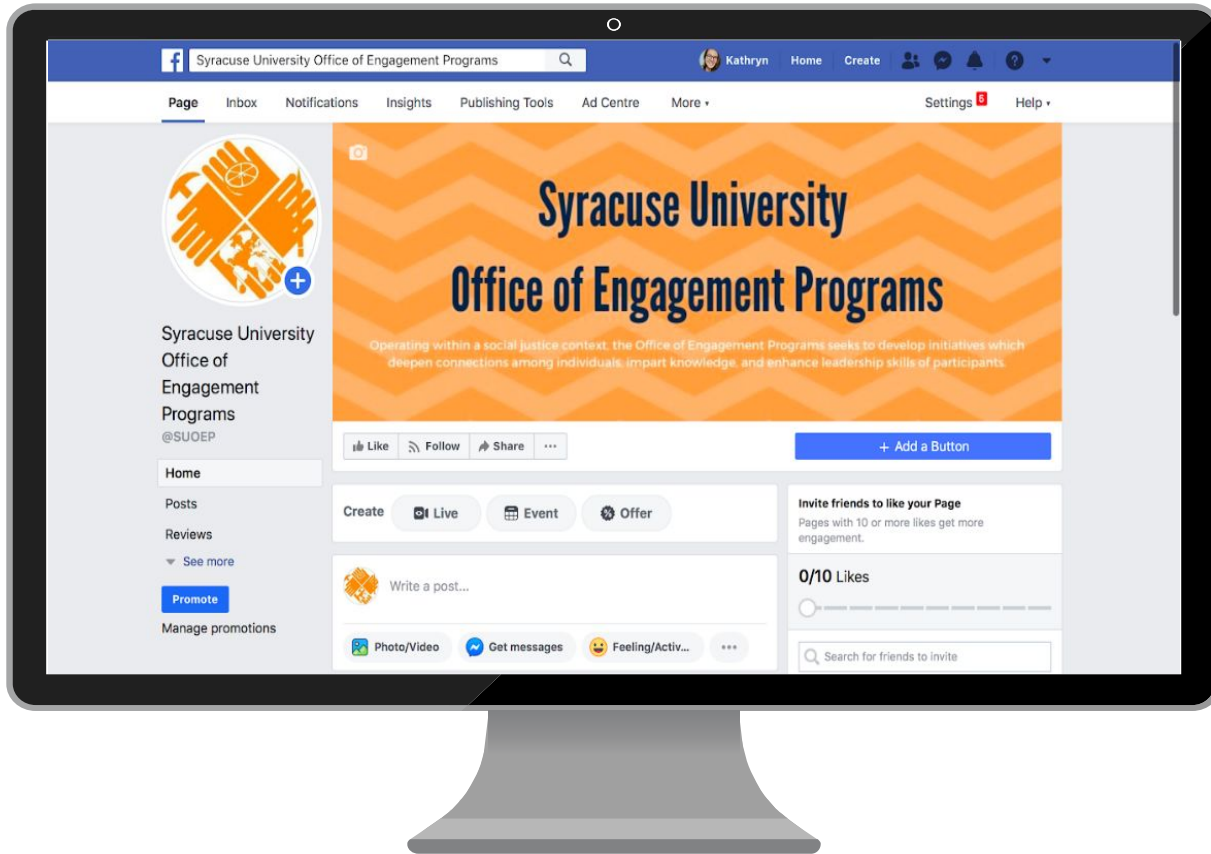 Syracuse University Office of Engagement Programs
Kathryn Home Create
Page Inbox Notifications Insights Publishing Tools Ad Centre More
Settings 6 Help
Syracuse University
Office of Engagement Programs
Operating within a social justice context, the Office of Engagement Programs seeks to develop initiatives which
deepen connections among individuals, impart knowledge, and enhance leadership skills of participants.
Syracuse University
Office of
Engagement
Programs
@SUOEP
Home
Posts
Reviews
See more
Promote
Manage promotions
Like Follow Share ...
+ Add a Button
Create Live Event Offer
Write a post...
Photo/Video Get messages Feeling/Activ... ...
Invite friends to like your Page
Pages with 10 or more likes get more
engagement.
0/10 Likes
Search for friends to invite